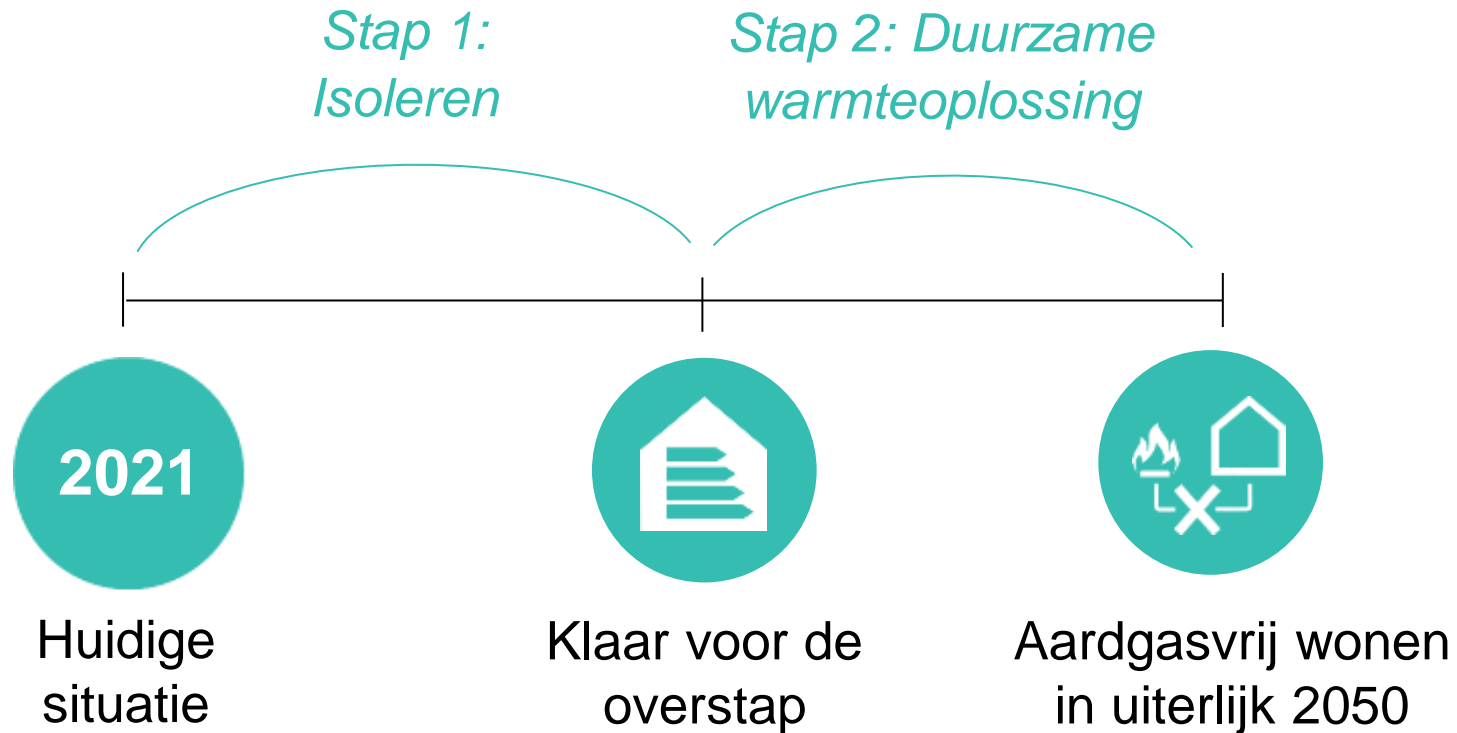 Stap 1:
Isoleren
Stap 2: Duurzame
warmteoplossing
2021
Huidige
situatie
Klaar voor de
overstap
Aardgasvrij wonen
in uiterlijk 2050